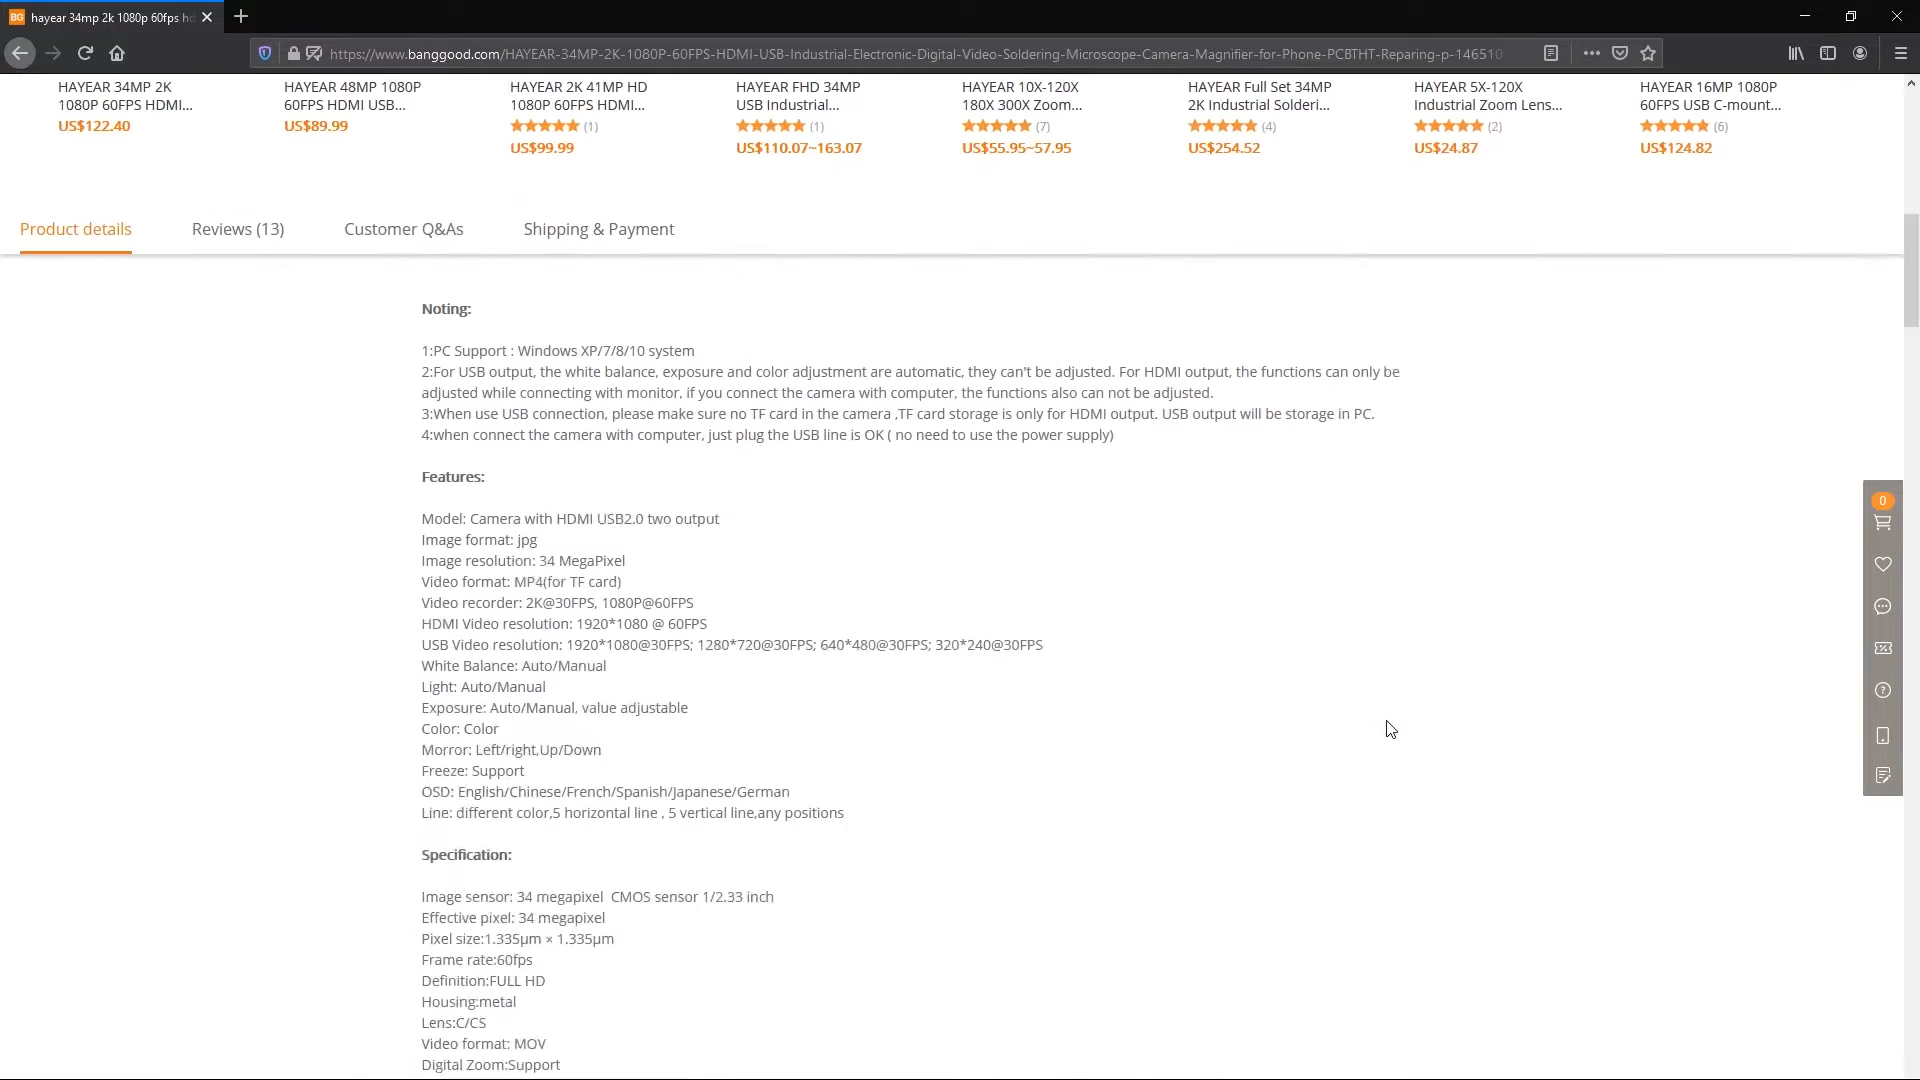 hayear 34mp 2k 1080p 60fps hd
https://www.banggood.com/HAYEAR-34MP-2K-1080P-60FPS-HDMI-USB-Industrial-Electronic-Digital-Video-Soldering-Microscope-Camera-Magnifier-for-Phone-PCBTHT-Reparing-p-146510
HAYEAR 34MP 2K
1080P 60FPS HDMI...
US$122.40
HAYEAR 48MP 1080P
60FPS HDMI USB...
US$89.99
HAYEAR 2K 41MP HD
1080P 60FPS HDMI...
(1)
US$99.99
HAYEAR FHD 34MP
USB Industrial...
(1)
US$110.07~163.07
HAYEAR 10X-120X
180X 300X Zoom...
(7)
US$55.95~57.95
HAYEAR Full Set 34MP
2K Industrial Solderi...
(4)
US$254.52
HAYEAR 5X-120X
Industrial Zoom Lens...
(2)
US$24.87
HAYEAR 16MP 1080P
60FPS USB C-mount...
(6)
US$124.82
Product details Reviews (13) Customer Q&As Shipping & Payment
Noting:
1:PC Support : Windows XP/7/8/10 system
2:For USB output, the white balance, exposure and color adjustment are automatic, they can't be adjusted. For HDMI output, the functions can only be
adjusted while connecting with monitor, if you connect the camera with computer, the functions also can not be adjusted.
3:When use USB connection, please make sure no TF card in the camera ,TF card storage is only for HDMI output. USB output will be storage in PC.
4:when connect the camera with computer, just plug the USB line is OK ( no need to use the power supply)
Features:
Model: Camera with HDMI USB2.0 two output
Image format: jpg
Image resolution: 34 MegaPixel
Video format: MP4(for TF card)
Video recorder: 2K@30FPS, 1080P@60FPS
HDMI Video resolution: 1920*1080 @ 60FPS
USB Video resolution: 1920*1080@30FPS; 1280*720@30FPS; 640*480@30FPS; 320*240@30FPS
White Balance: Auto/Manual
Light: Auto/Manual
Exposure: Auto/Manual, value adjustable
Color: Color
Morror: Left/right,Up/Down
Freeze: Support
OSD: English/Chinese/French/Spanish/Japanese/German
Line: different color,5 horizontal line , 5 vertical line,any positions
Specification:
Image sensor: 34 megapixel  CMOS sensor 1/2.33 inch
Effective pixel: 34 megapixel
Pixel size:1.335μm × 1.335μm
Frame rate:60fps
Definition:FULL HD
Housing:metal
Lens:C/CS
Video format: MOV
Digital Zoom:Support
BG
0